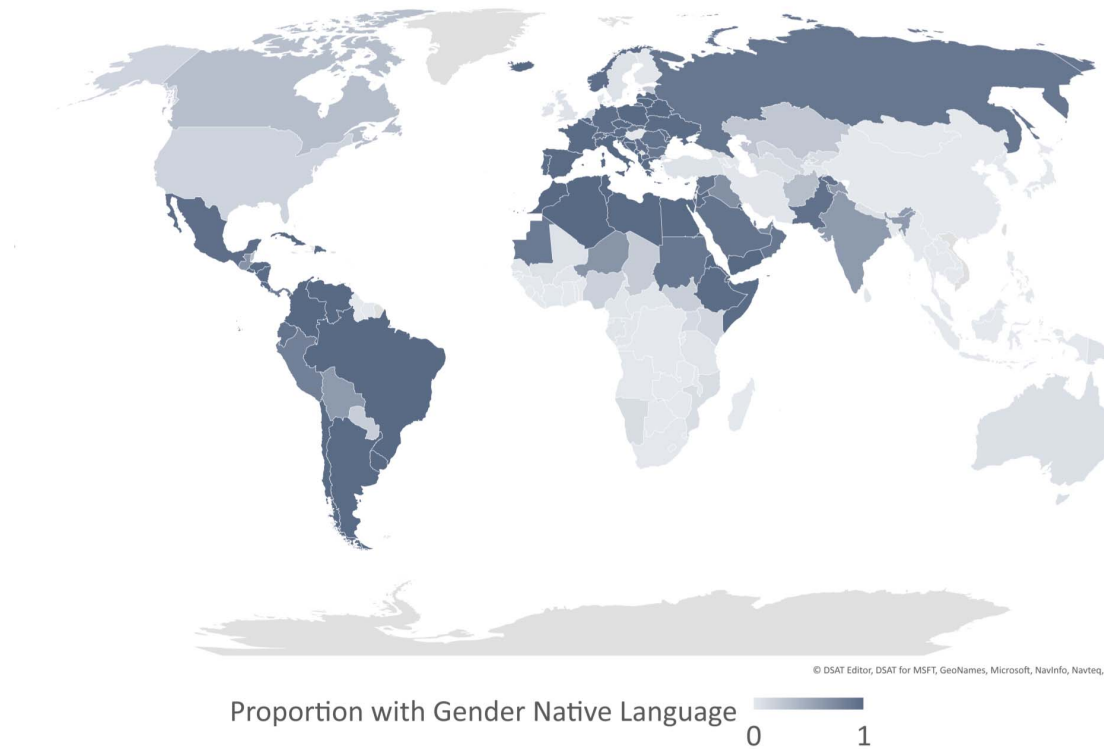 © DSAT Editor, DSAT for MSFT, GeoNames, Microsoft, NavInfo, Navteq,
Proportion with Gender Native Language
0 1